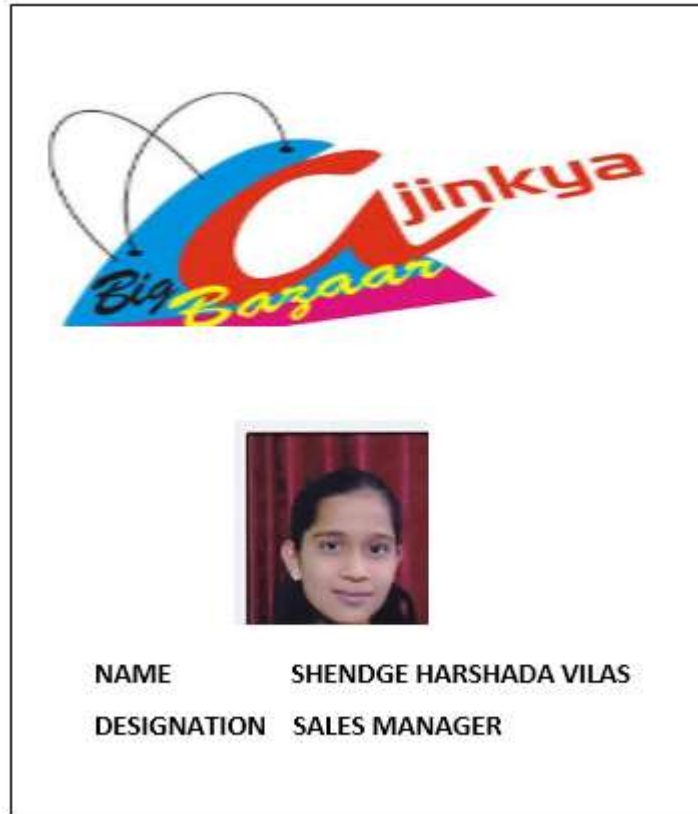 ajinkya
Big Bazaar
NAME SHENDGE HARSHADA VILAS
DESIGNATION SALES MANAGER